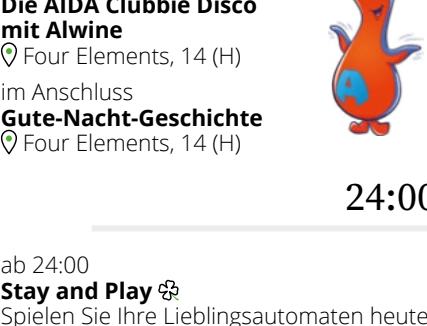 Die AIDA Clubbie Disco
mit Alwine
Four Elements, 14 (H)
im Anschluss
Gute-Nacht-Geschichte
Four Elements, 14 (H)
A
24:00
ab 24:00
Stay and Play
Spielen Sie Ihre Lieblingsautomaten heute